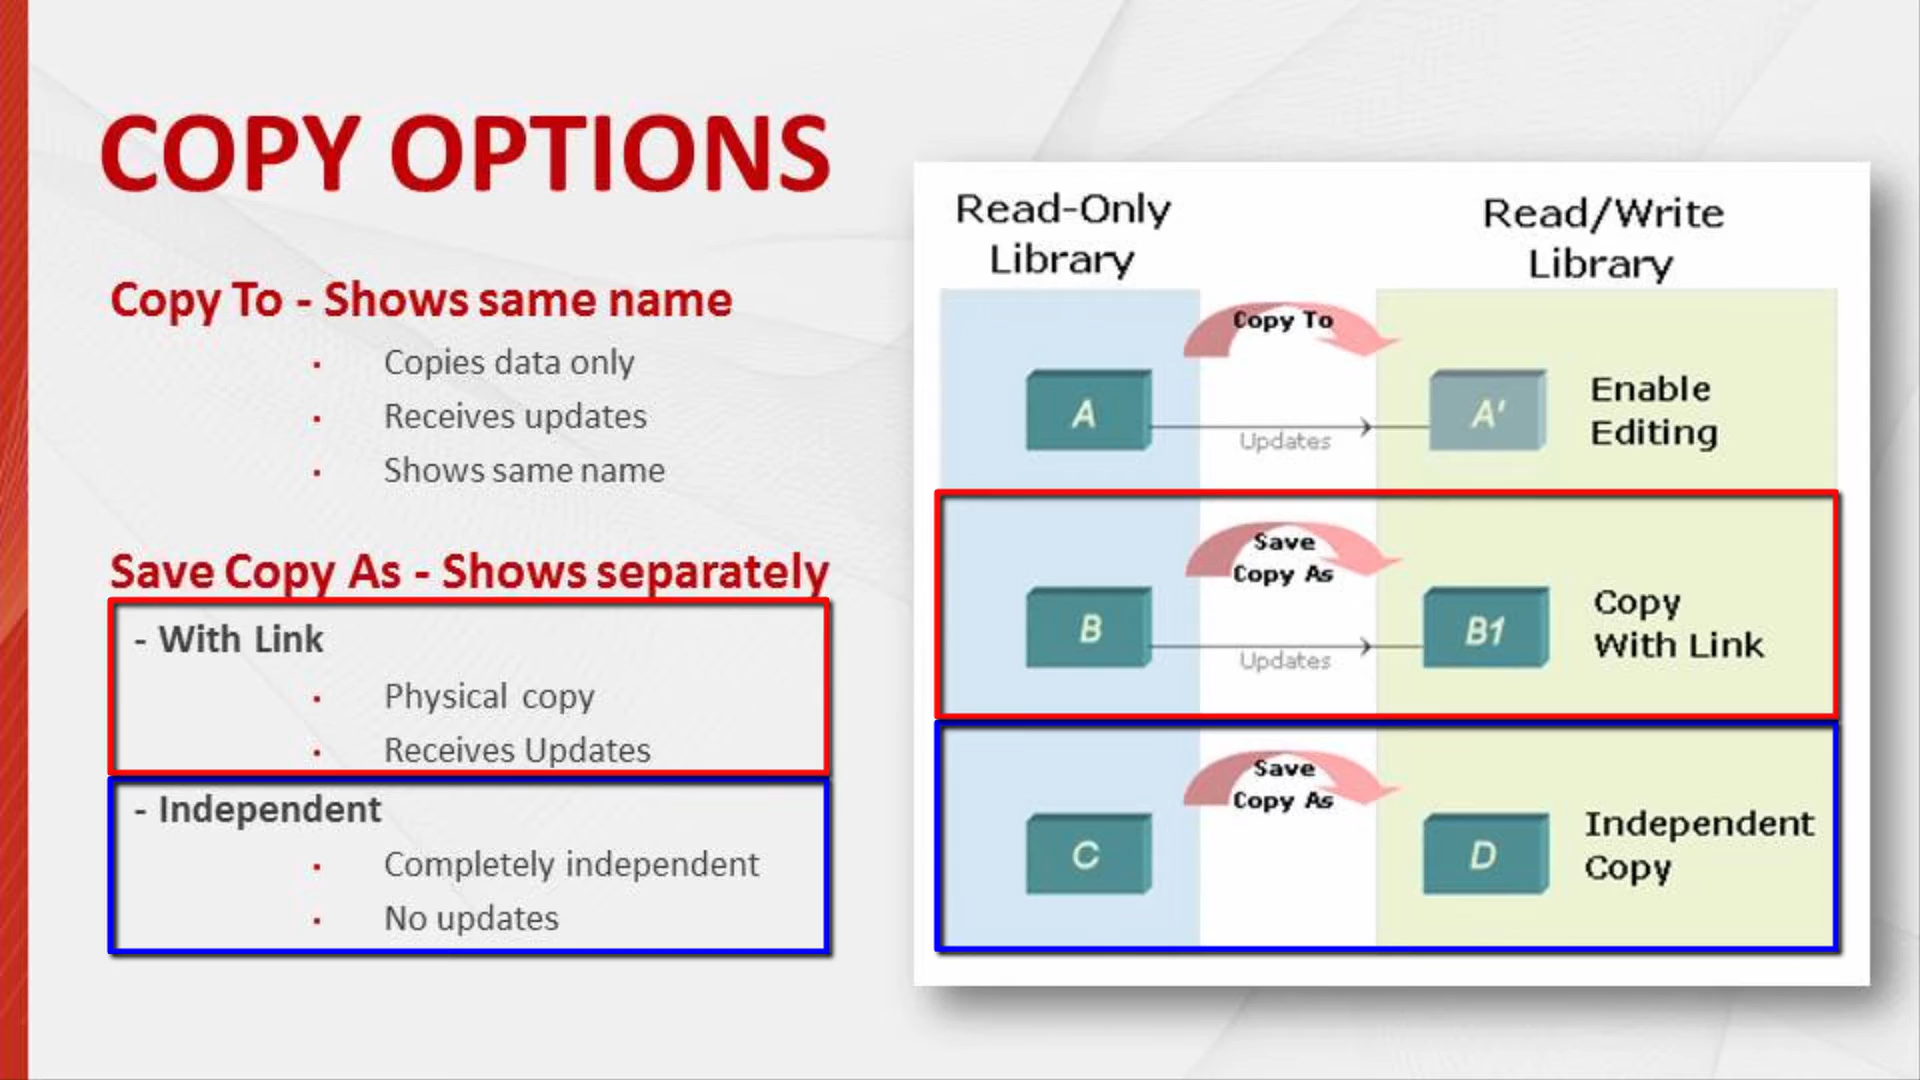 COPY OPTIONS
Copy To - Shows same name
Copies data only
Receives updates
Shows same name
Save Copy As - Shows separately
- With Link
Physical copy
Receives Updates
- Independent
Completely independent
No updates
Read-Only
Library
Read/Write
Library
Copy To
A
Updates
A'
Enable
Editing
Save
Copy As
B
Updates
B1
Copy
With Link
Save
Copy As
C
D
Independent
Copy